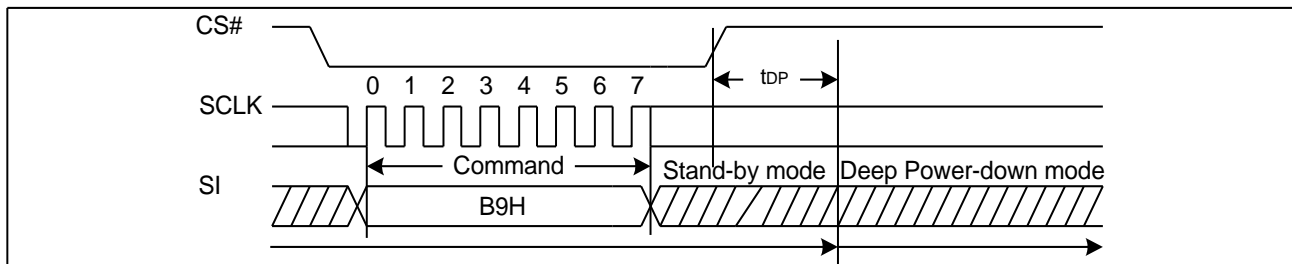 CS#
tDP
0 1 2 3 4 5 6 7
SCLK
Command
Stand-by mode Deep Power-down mode
SI
B9H